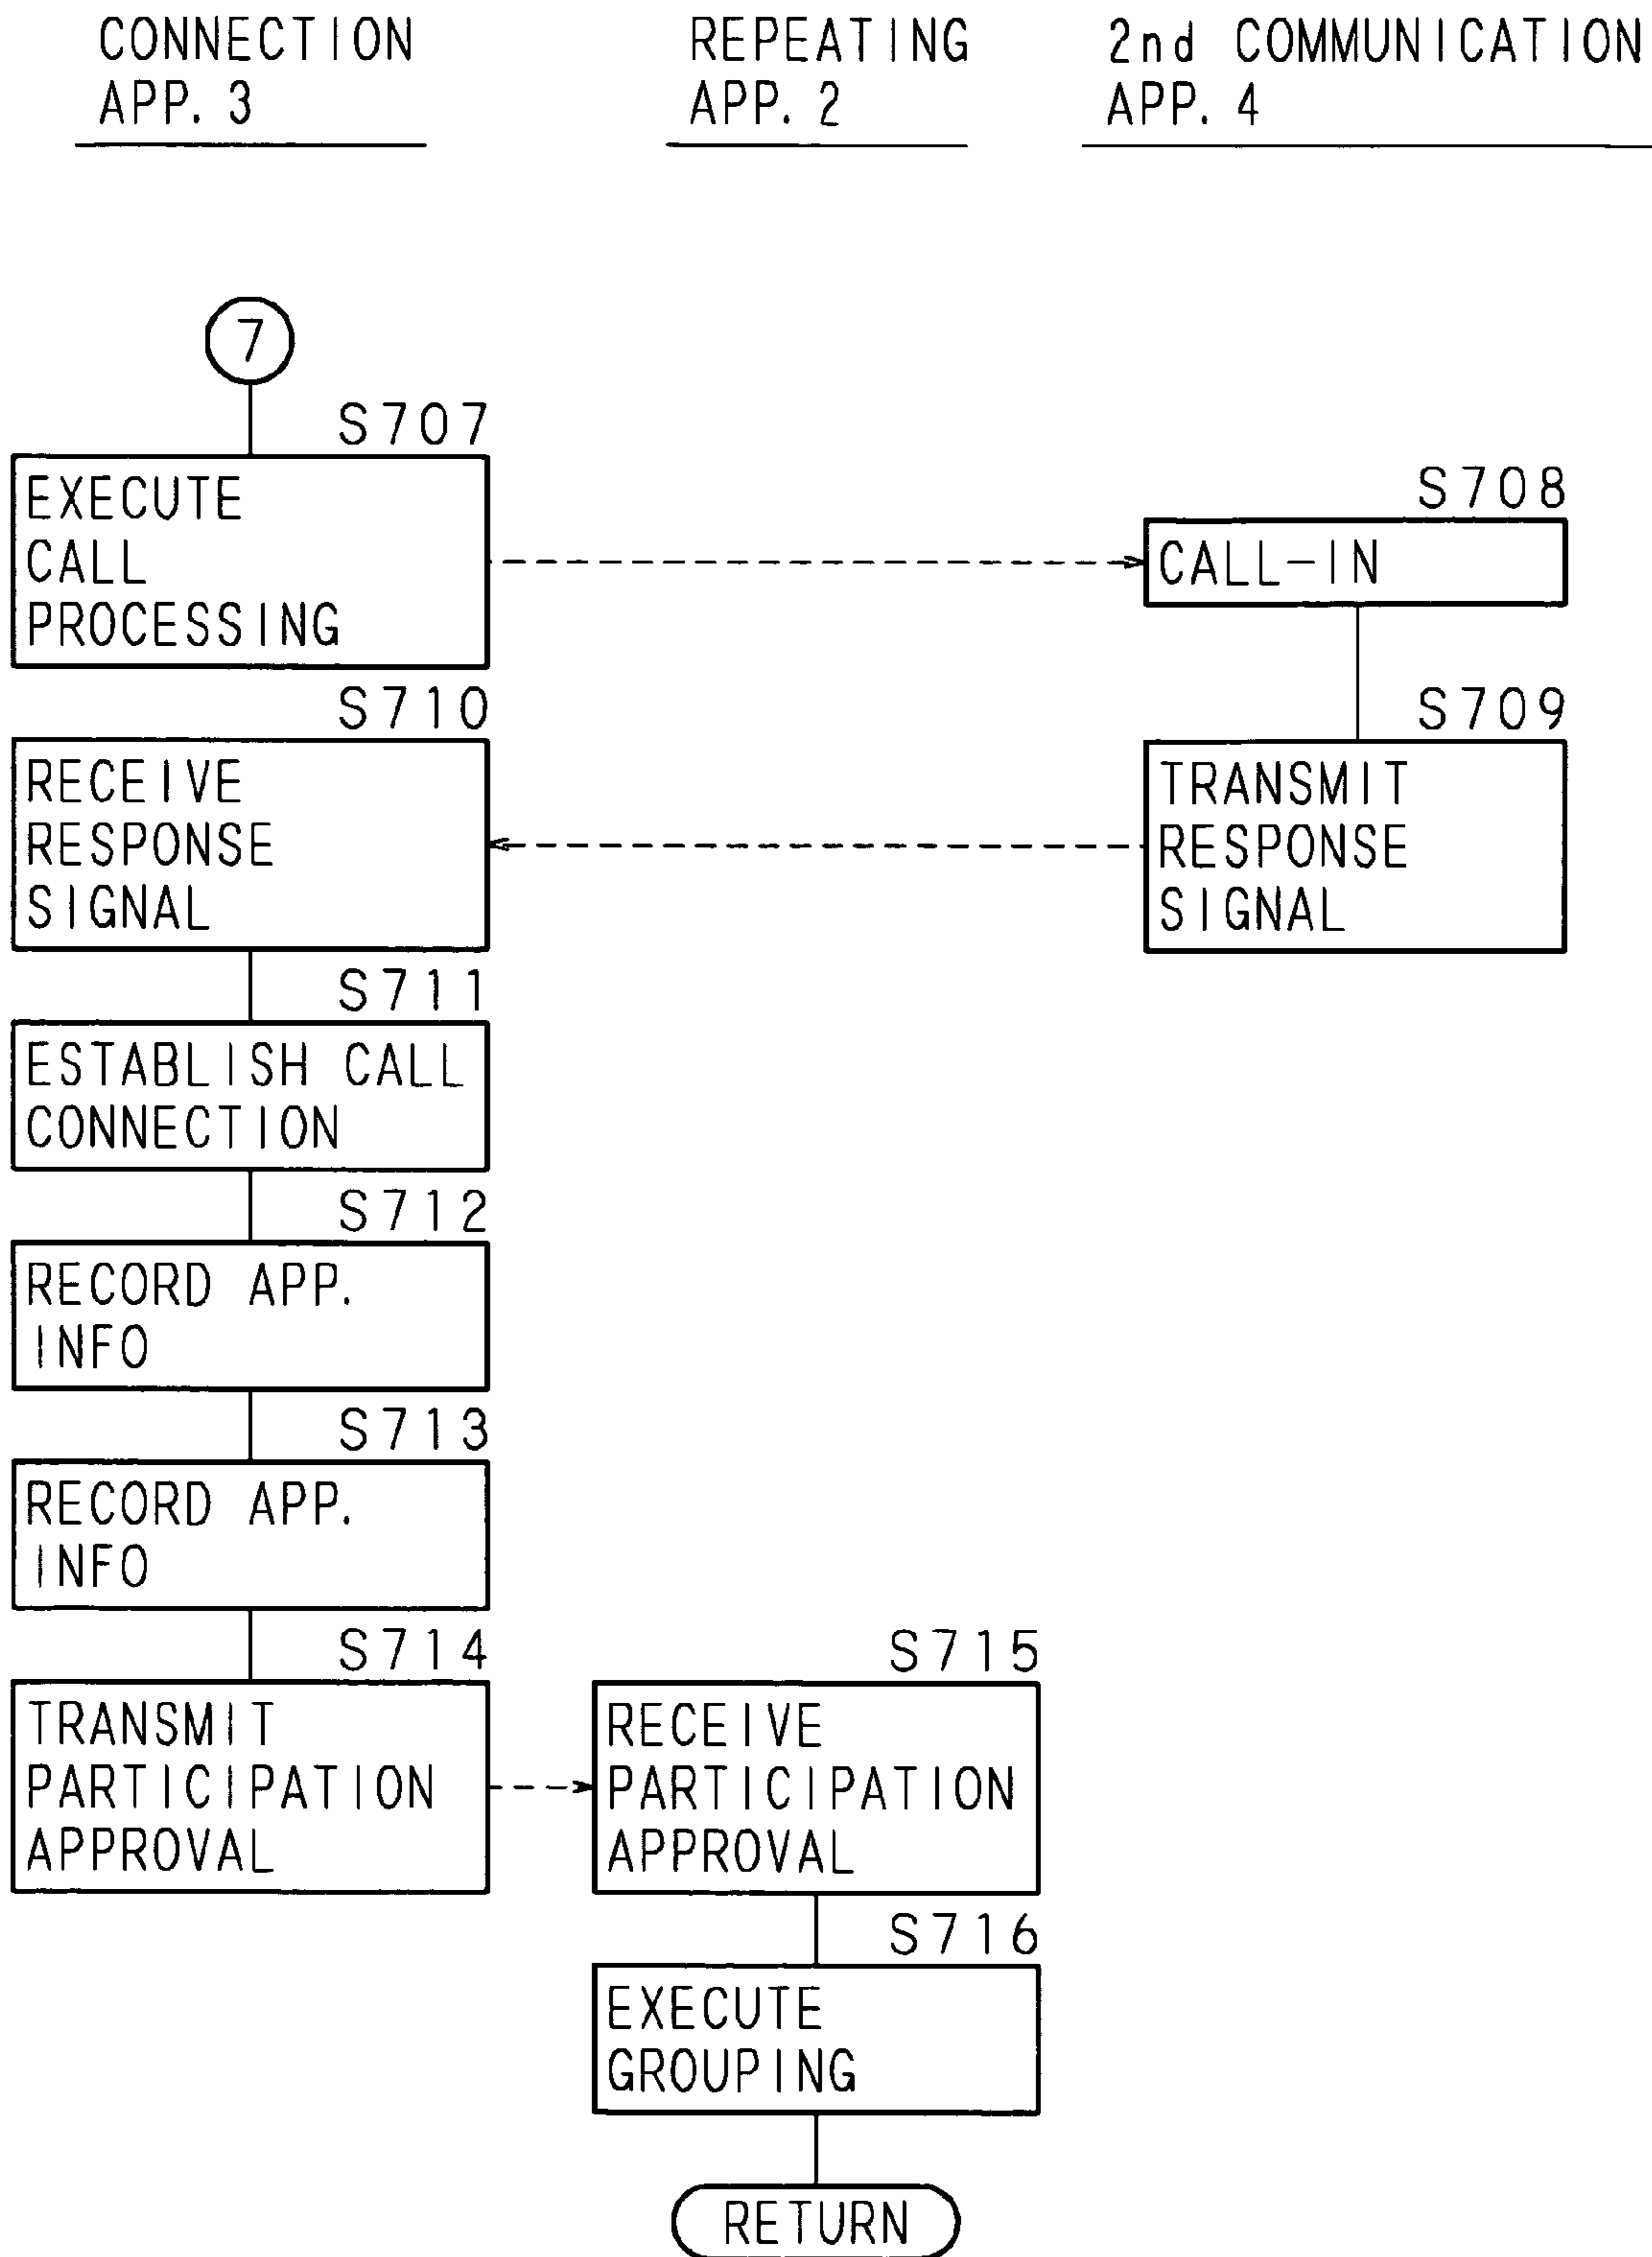 CONNECTION
APP. 3
REPEATING
APP. 2
2nd COMMUNICATION
APP. 4
7
S707
EXECUTE
CALL
PROCESSING
S708
CALL-IN
S709
TRANSMIT
RESPONSE
SIGNAL
S710
RECEIVE
RESPONSE
SIGNAL
S711
ESTABLISH CALL
CONNECTION
S712
RECORD APP.
INFO
S713
RECORD APP.
INFO
S714
TRANSMIT
PARTICIPATION
APPROVAL
S715
RECEIVE
PARTICIPATION
APPROVAL
S716
EXECUTE
GROUPING
RETURN